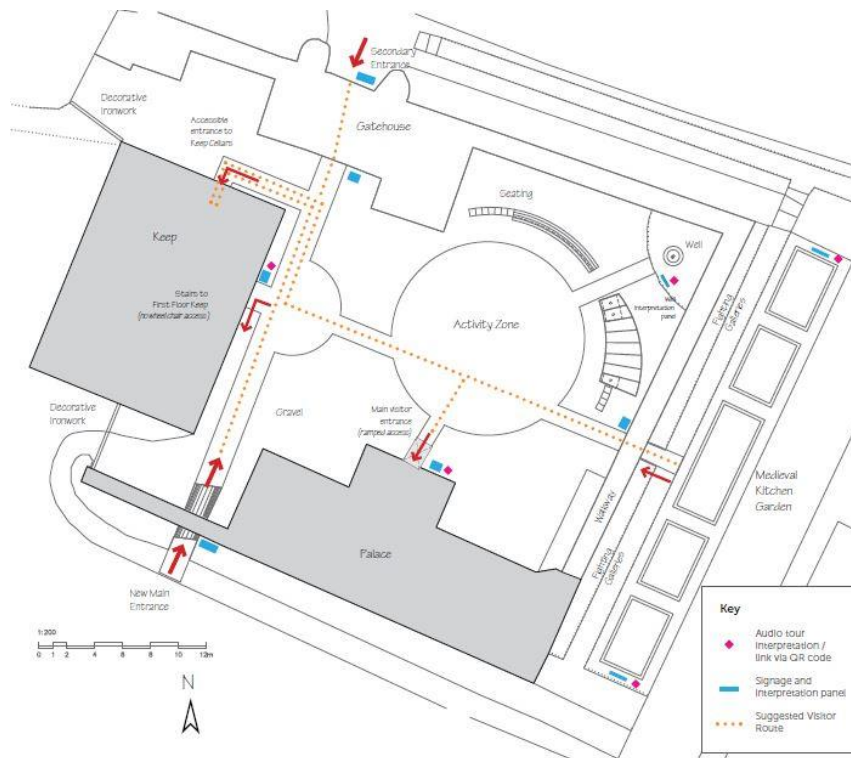 Secondary
Entrance
Decorative
Ironwork
Accessible
entrance to
Keep Cellars
Gatehouse
Seating
Keep
Well
Well
interpretation
panel
Stairs to
First Floor Keep
(no wheelchair access)
Activity Zone
Fighting
Galleries
Decorative
Ironwork
Gravel
Main visitor
entrance
(ramped access)
Medieval
Kitchen
Garden
Walkway
Palace
Fighting
Galleries
New Main
Entrance
1:200
0 1 2 4 6 8 10 12m
N
Key
Audio tour
interpretation /
link via QR code
Signage and
interpretation panel
Suggested Visitor
Route